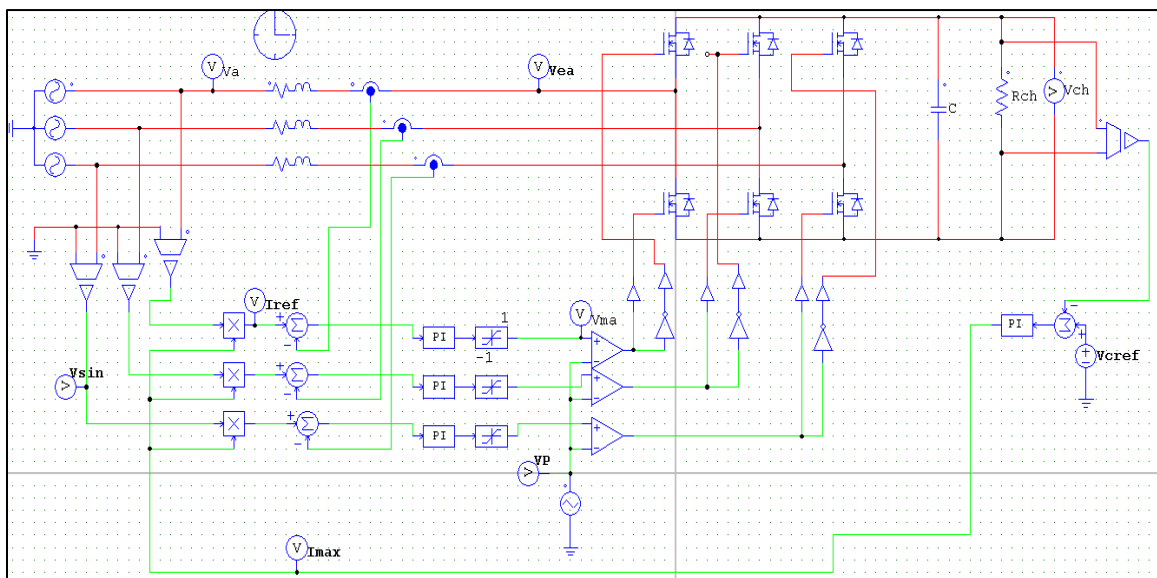 V Va
V Vea
C
Rch
V Vch
1
V Iref
V Vma
-1
X
+
Σ
-
PI
+
-
PI
-
Σ
+
+
-
Vcref
Vsin
V
X
+
Σ
-
PI
+
-
X
+
Σ
-
PI
+
-
Vp
V
V Imax